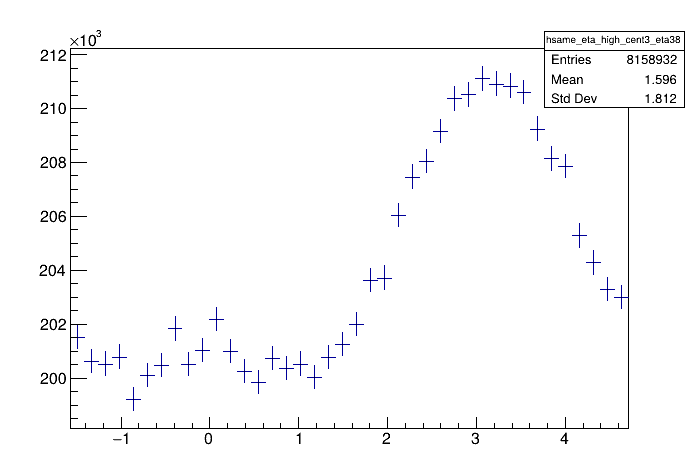 ×10³
hsame_eta_high_cent3_eta38
Entries 8158932
Mean 1.596
Std Dev 1.812
212
210
208
206
204
202
200
−1 0 1 2 3 4